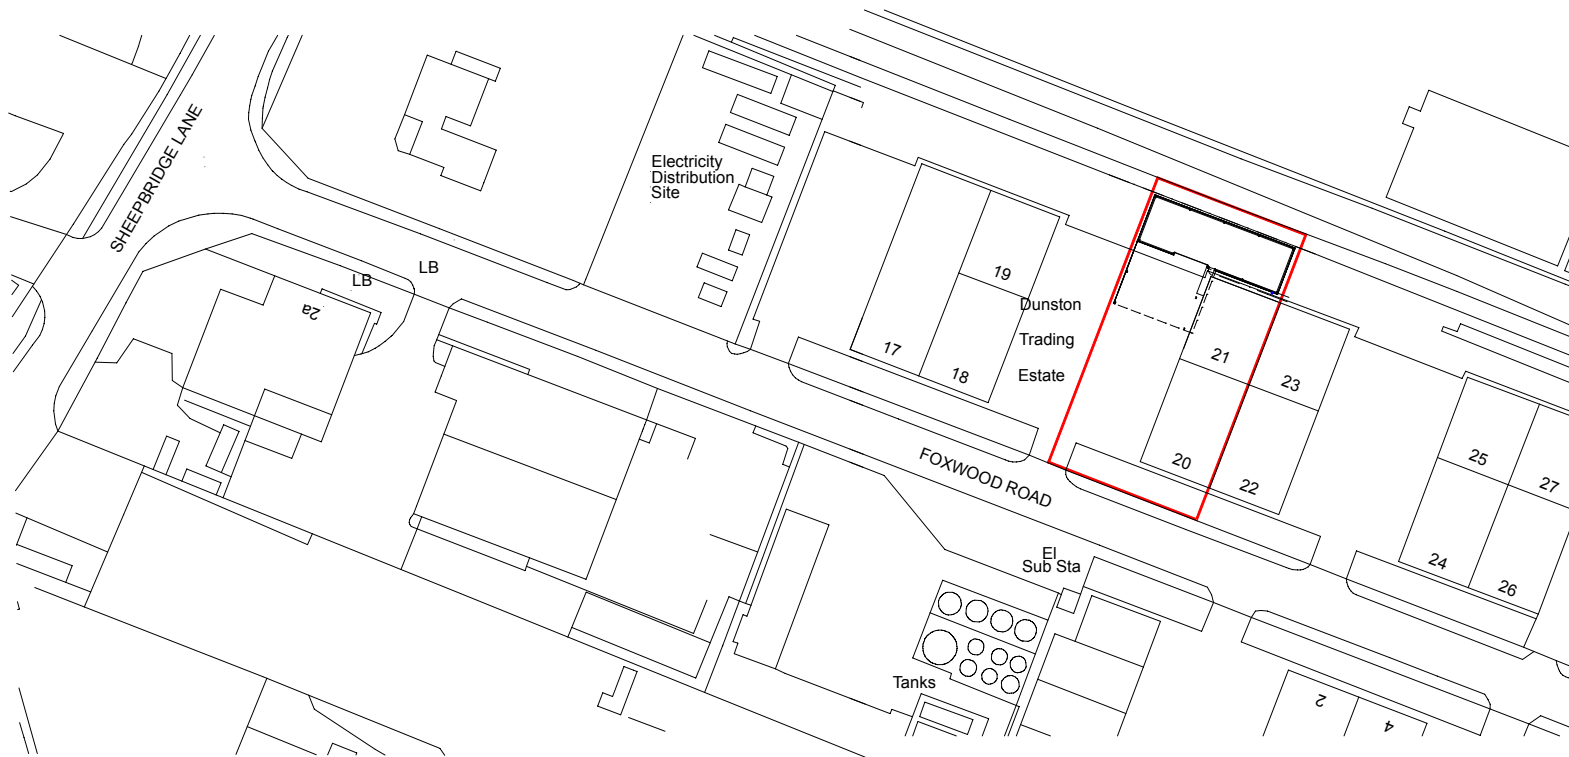 SHEEPBRIDGE LANE
Electricity
Distribution
Site
LB
LB
2a
19
17
18
Dunston
Trading
Estate
21
23
20
22
25
27
24
26
FOXWOOD ROAD
El
Sub Sta
Tanks
2
4